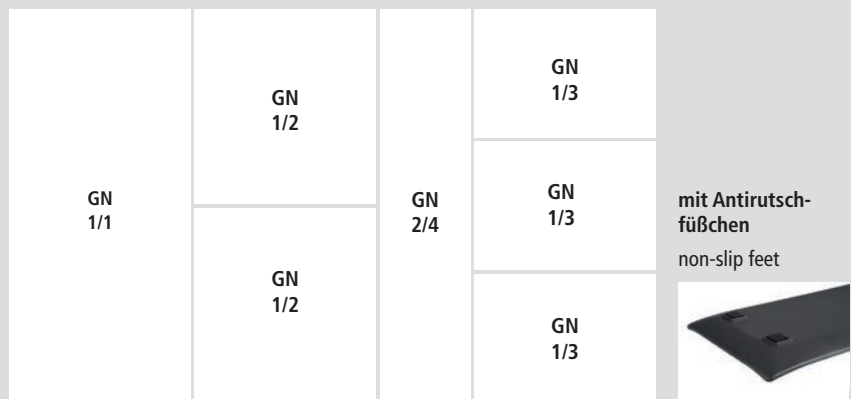 GN
1/1
GN
1/2
GN
1/2
GN
2/4
GN
1/3
GN
1/3
GN
1/3
mit Antirutsch-
füßchen
non-slip feet